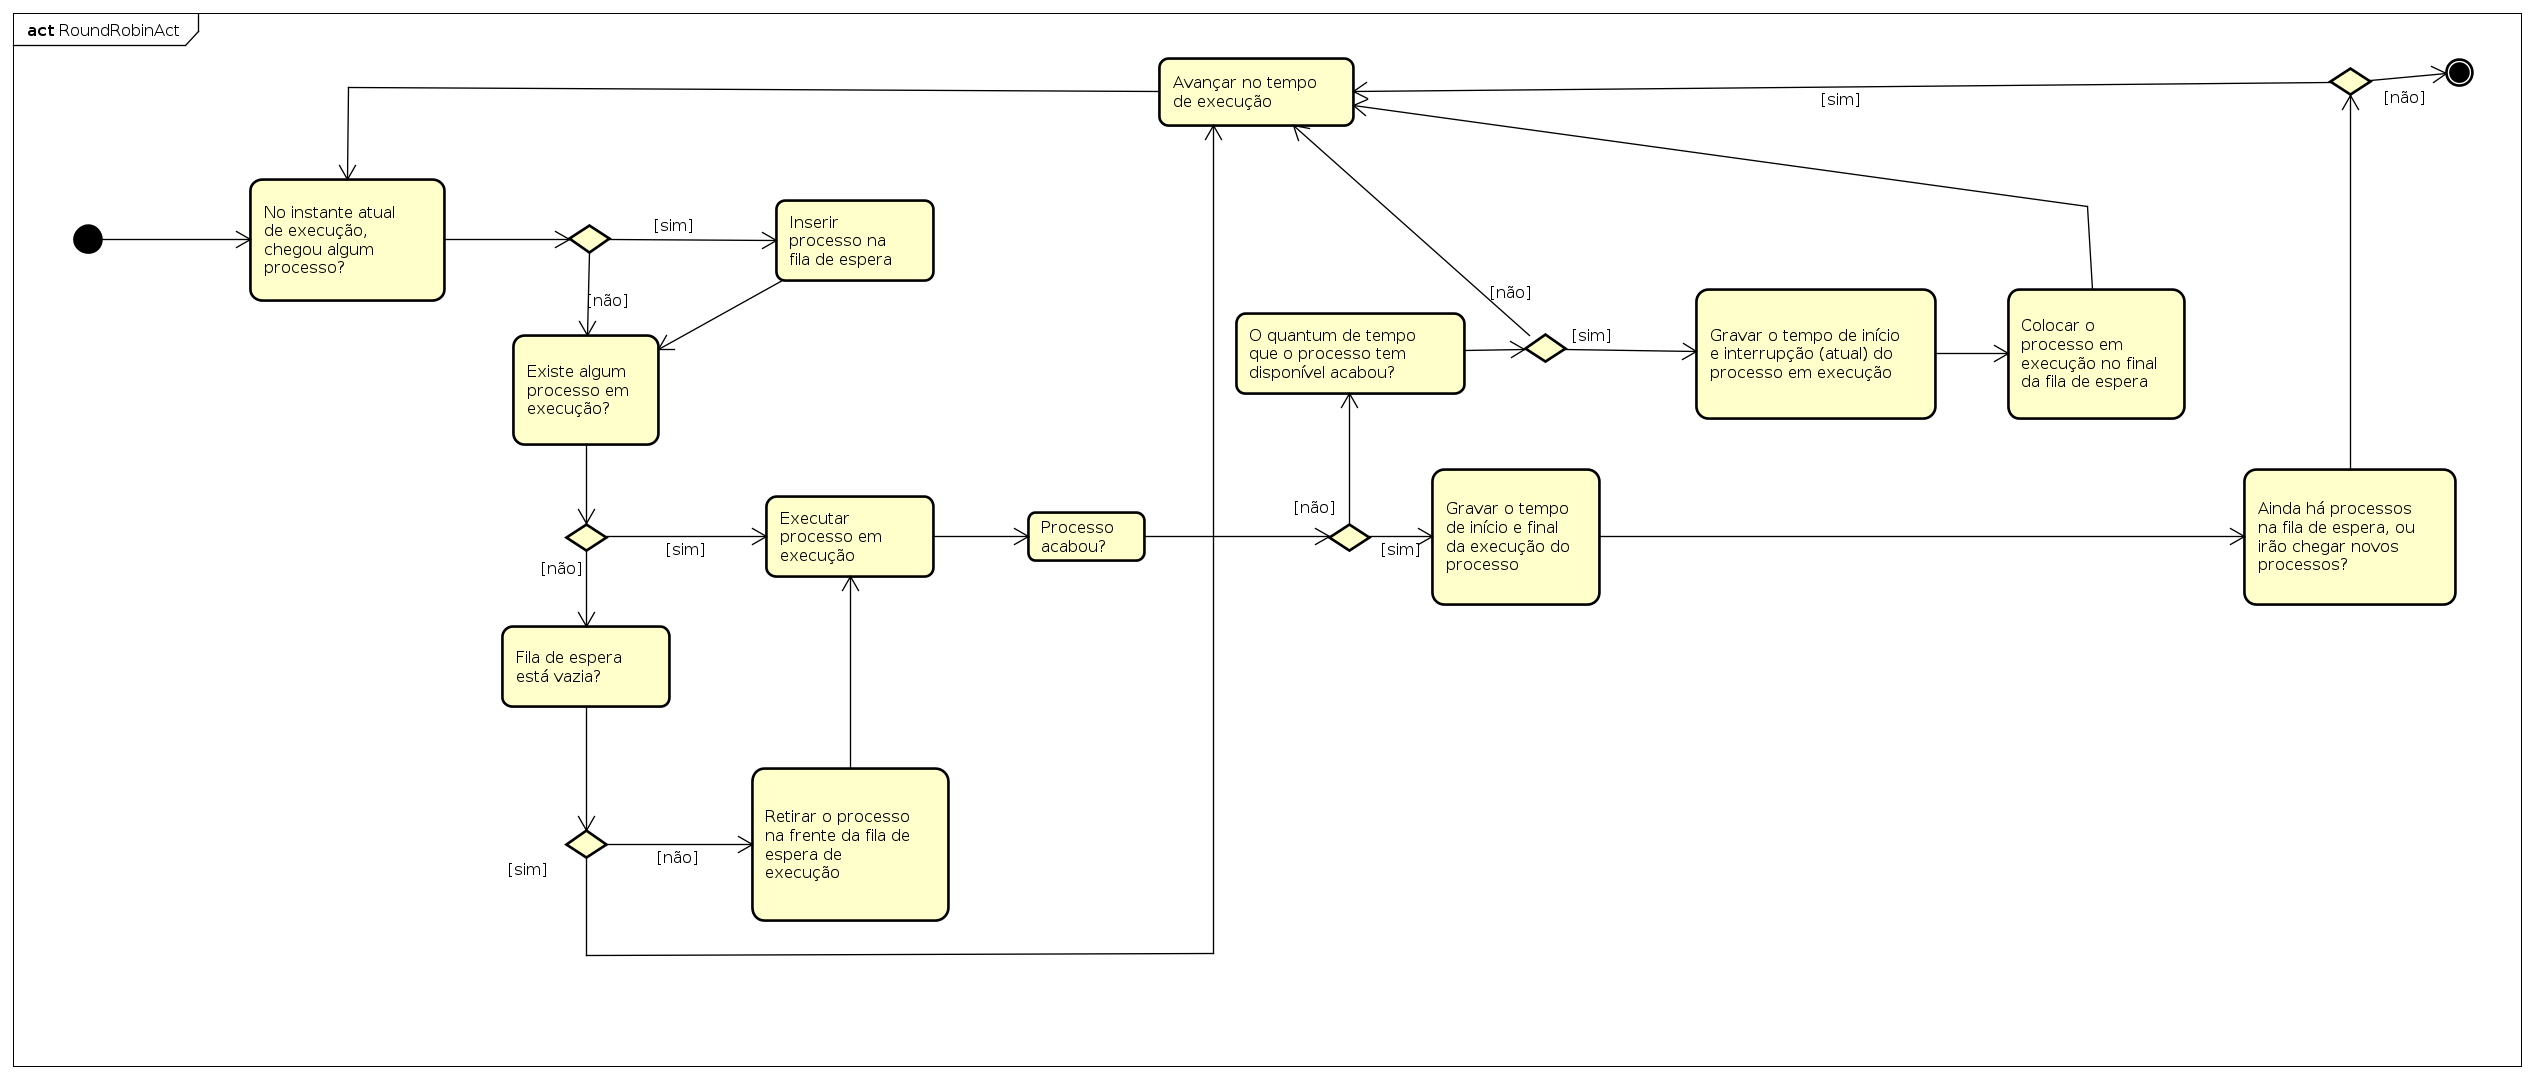 act RoundRobinAct
Avançar no tempo
de execução
[sim]
[não]
No instante atual
de execução,
chegou algum
processo?
[sim]
[não]
Inserir
processo na
fila de espera
Existe algum
processo em
execução?
[sim]
[não]
Executar
processo em
execução
Processo
acabou?
[não]
[sim]
O quantum de tempo
que o processo tem
disponível acabou?
[não]
[sim]
Gravar o tempo de início
e interrupção (atual) do
processo em execução
Colocar o
processo em
execução no final
da fila de espera
Gravar o tempo
de início e final
da execução do
processo
Ainda há processos
na fila de espera, ou
irão chegar novos
processos?
Fila de espera
está vazia?
[sim]
[não]
Retirar o processo
na frente da fila de
espera de
execução